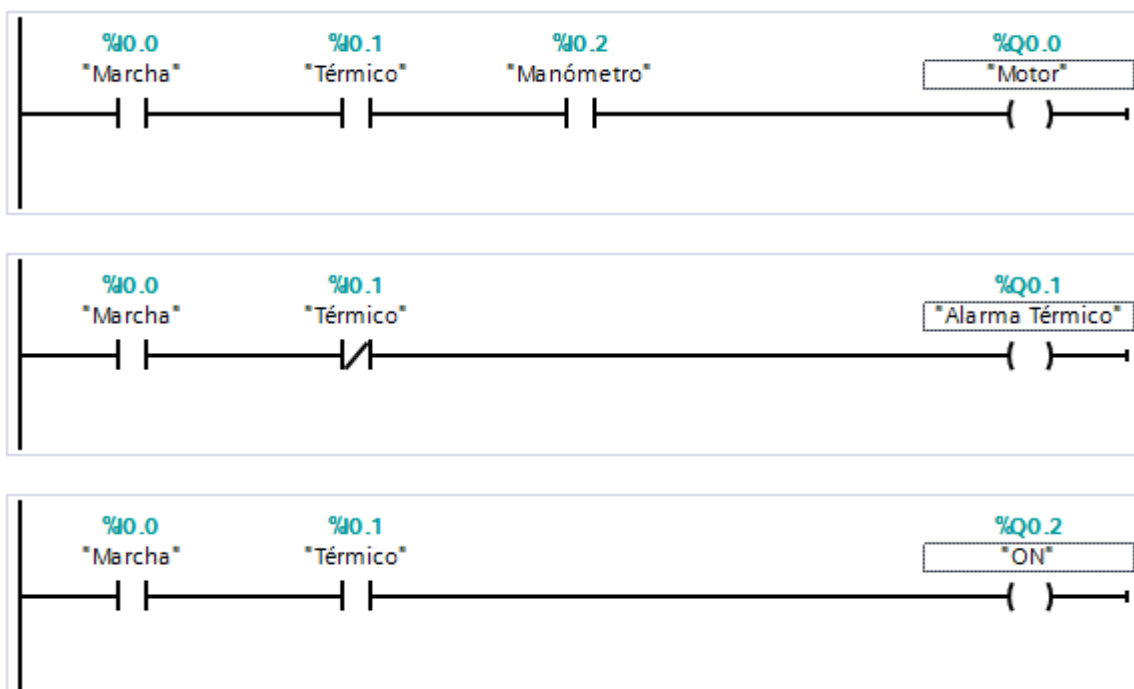 %I0.0 %I0.1 %I0.2 %Q0.0
"Marcha" "Térmico" "Manómetro" "Motor"
%I0.0 %I0.1 %Q0.1
"Marcha" "Térmico" "Alarma Térmico"
%I0.0 %I0.1 %Q0.2
"Marcha" "Térmico" "ON"